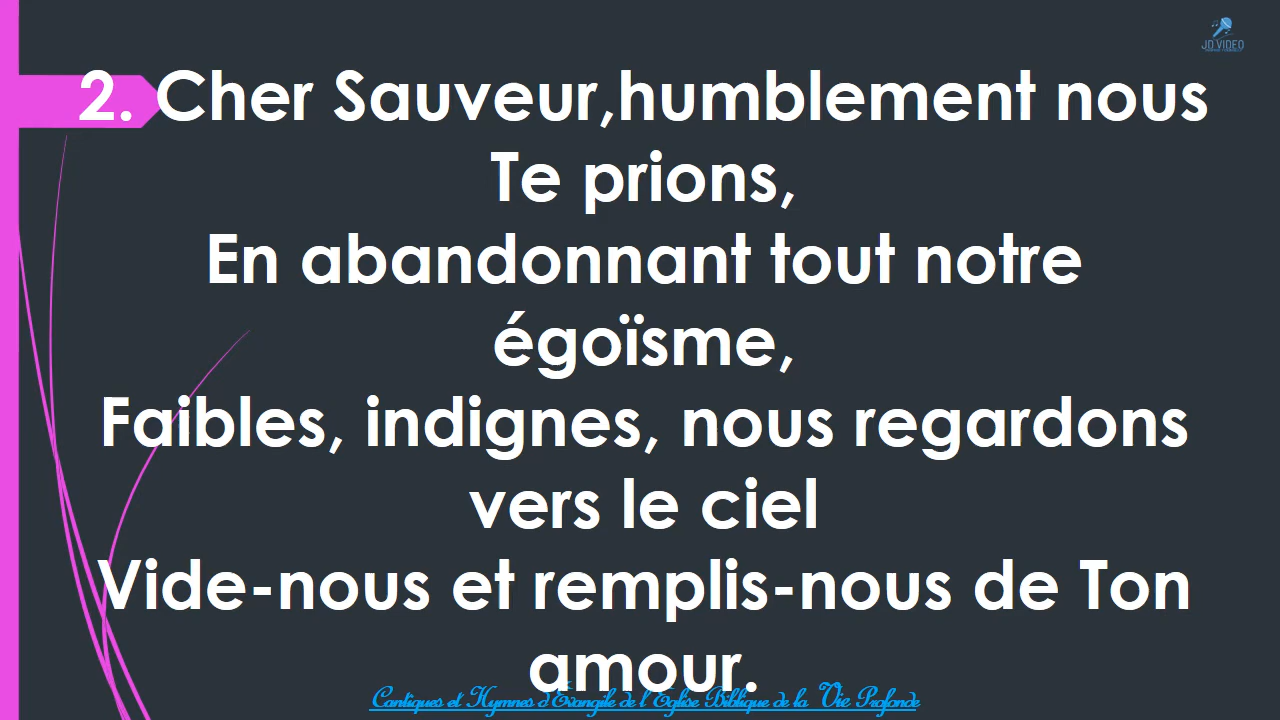 JD VIDEO
2. Cher Sauveur,humblement nous
Te prions,
En abandonnant tout notre
égoïsme,
Faibles, indignes, nous regardons
vers le ciel
Vide-nous et remplis-nous de Ton
amour.
Cantiques et Hymnes d'Évangile de l'Eglise Biblique de la Vie Profonde